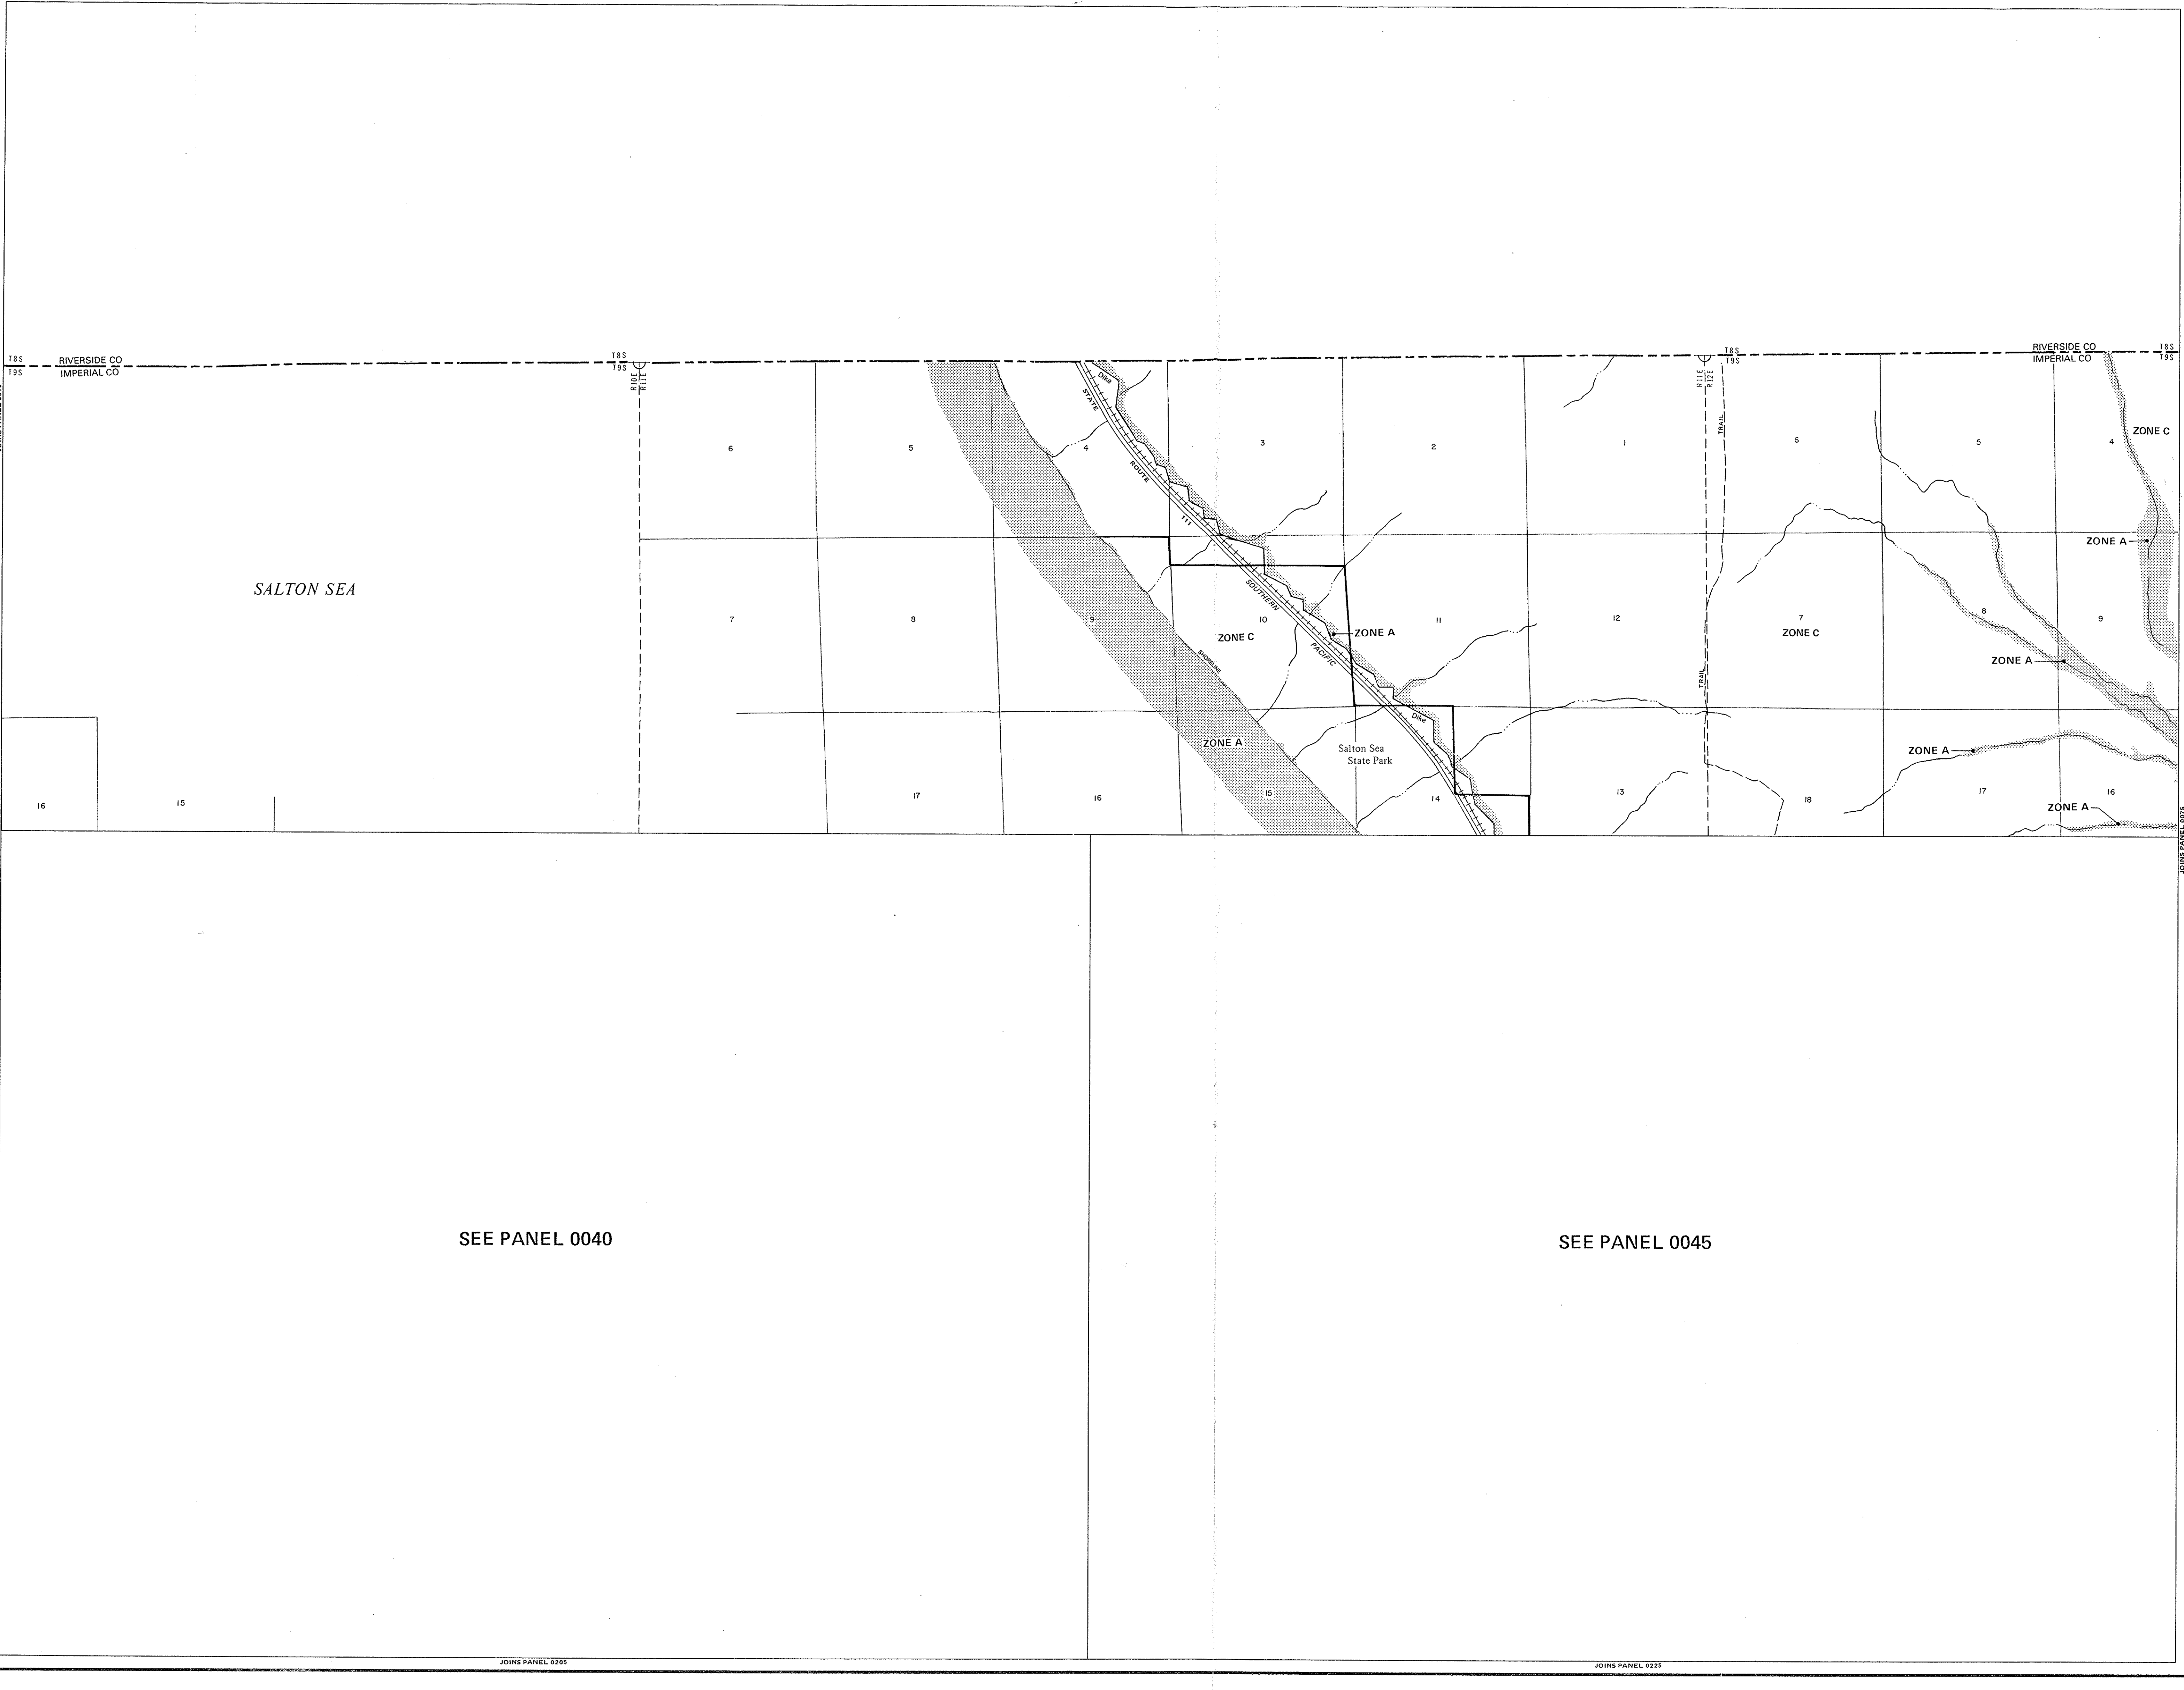 T8S
RIVERSIDE CO
T8S
T8S
RIVERSIDE CO
T8S
T9S
IMPERIAL CO
T9S
T9S
IMPERIAL CO
T9S
R10E
R11E
R11E
R12E
Dike
STATE
ROUTE
111
TRAIL
6
5
4
3
2
1
6
5
4
ZONE C
ZONE A
SALTON SEA
SOUTHERN
PACIFIC
7
8
9
10
11
12
7
8
9
ZONE C
ZONE A
ZONE C
SHORELINE
ZONE A
TRAIL
Dike
ZONE A
Salton Sea
State Park
ZONE A
16
15
17
16
15
14
13
18
17
16
ZONE A
JOINS PANEL 0075
SEE PANEL 0040
SEE PANEL 0045
JOINS PANEL 0205
JOINS PANEL 0225